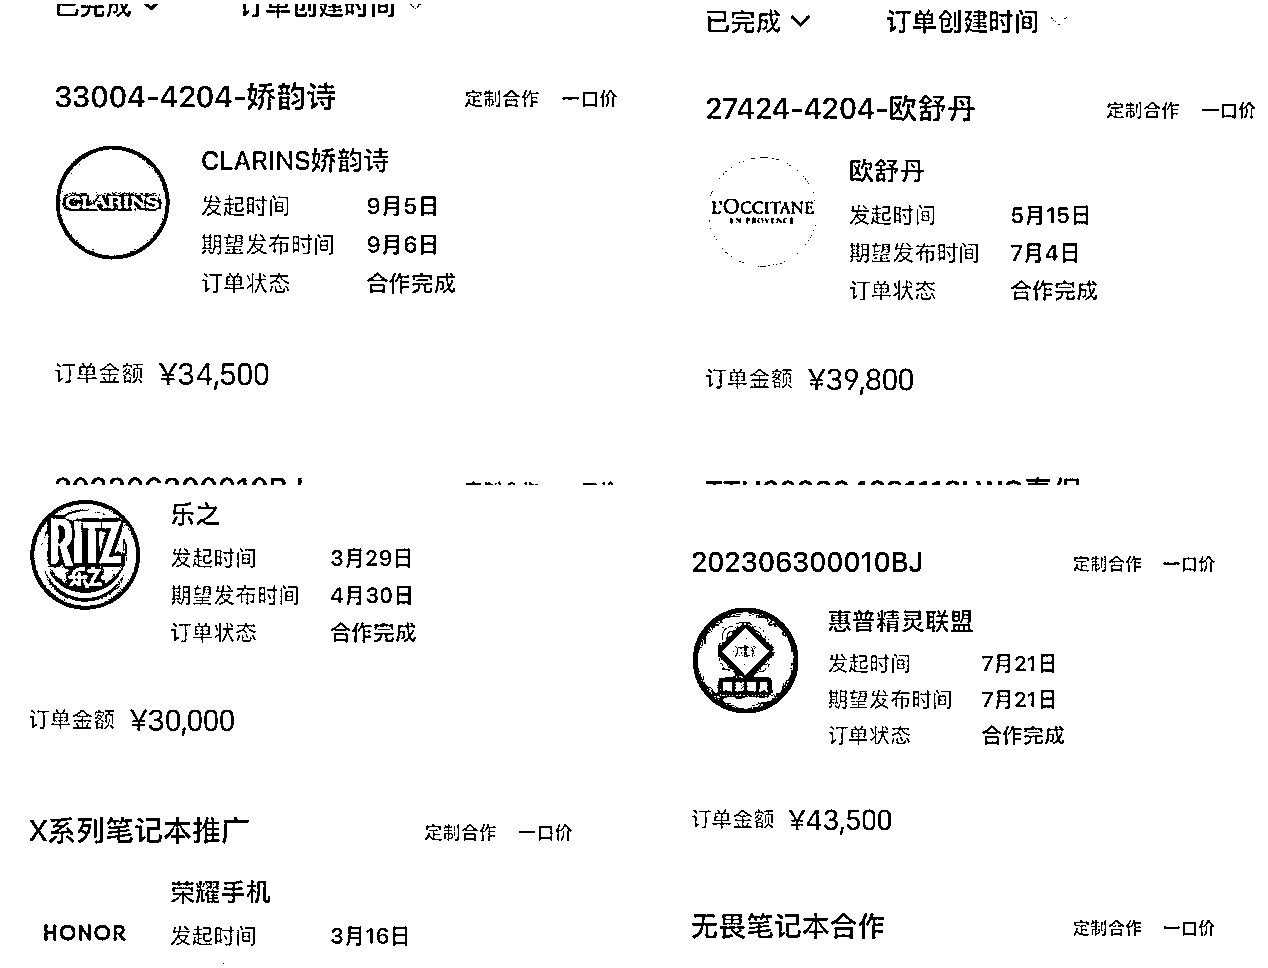 已完成
订单创建时间
33004-4204-娇韵诗
定制合作 一口价
CLARINS
CLARINS娇韵诗
发起时间 9月5日
期望发布时间 9月6日
订单状态 合作完成
订单金额 ¥34,500
已完成
订单创建时间
27424-4204-欧舒丹
定制合作 一口价
L'OCCITANE
EN PROVENCE
欧舒丹
发起时间 5月15日
期望发布时间 7月4日
订单状态 合作完成
订单金额 ¥39,800
202306300010BJ
定制合作 一口价
RITZ
乐之
乐之
发起时间 3月29日
期望发布时间 4月30日
订单状态 合作完成
订单金额 ¥30,000
X系列笔记本推广
定制合作 一口价
HONOR
荣耀手机
发起时间 3月16日
202306300010BJ
定制合作 一口价
惠普精灵联盟
发起时间 7月21日
期望发布时间 7月21日
订单状态 合作完成
订单金额 ¥43,500
无畏笔记本合作
定制合作 一口价